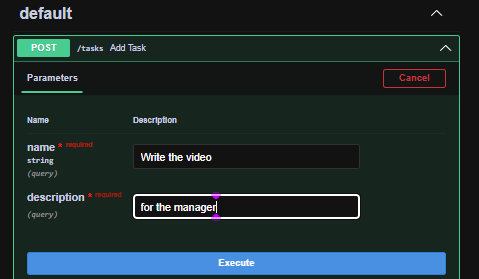 default
POST /tasks Add Task
Parameters Cancel
Name Description
name * required
string
(query)
Write the video
description * required
(query)
for the manager
Execute